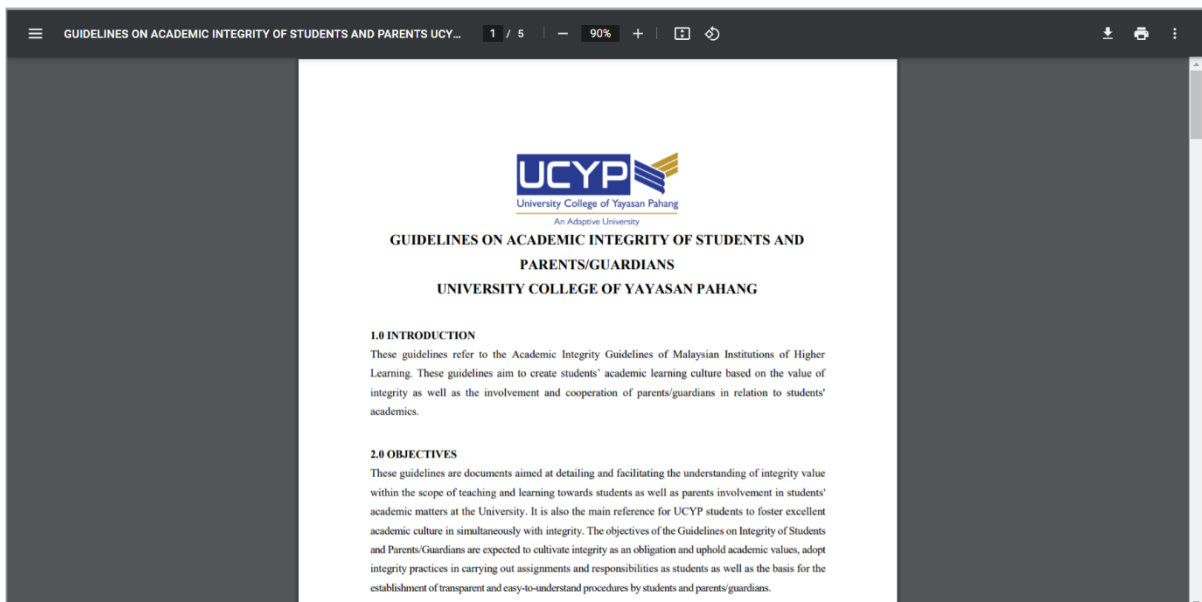 GUIDELINES ON ACADEMIC INTEGRITY OF STUDENTS AND PARENTS UCY... 1 / 5 90%
UCYP
University College of Yayasan Pahang
An Adaptive University
GUIDELINES ON ACADEMIC INTEGRITY OF STUDENTS AND
PARENTS/GUARDIANS
UNIVERSITY COLLEGE OF YAYASAN PAHANG
1.0 INTRODUCTION
These guidelines refer to the Academic Integrity Guidelines of Malaysian Institutions of Higher
Learning. These guidelines aim to create students' academic learning culture based on the value of
integrity as well as the involvement and cooperation of parents/guardians in relation to students'
academics.
2.0 OBJECTIVES
These guidelines are documents aimed at detailing and facilitating the understanding of integrity value
within the scope of teaching and learning towards students as well as parents involvement in students'
academic matters at the University. It is also the main reference for UCYP students to foster excellent
academic culture in simultaneously with integrity. The objectives of the Guidelines on Integrity of Students
and Parents/Guardians are expected to cultivate integrity as an obligation and uphold academic values, adopt
integrity practices in carrying out assignments and responsibilities as students as well as the basis for the
establishment of transparent and easy-to-understand procedures by students and parents/guardians.